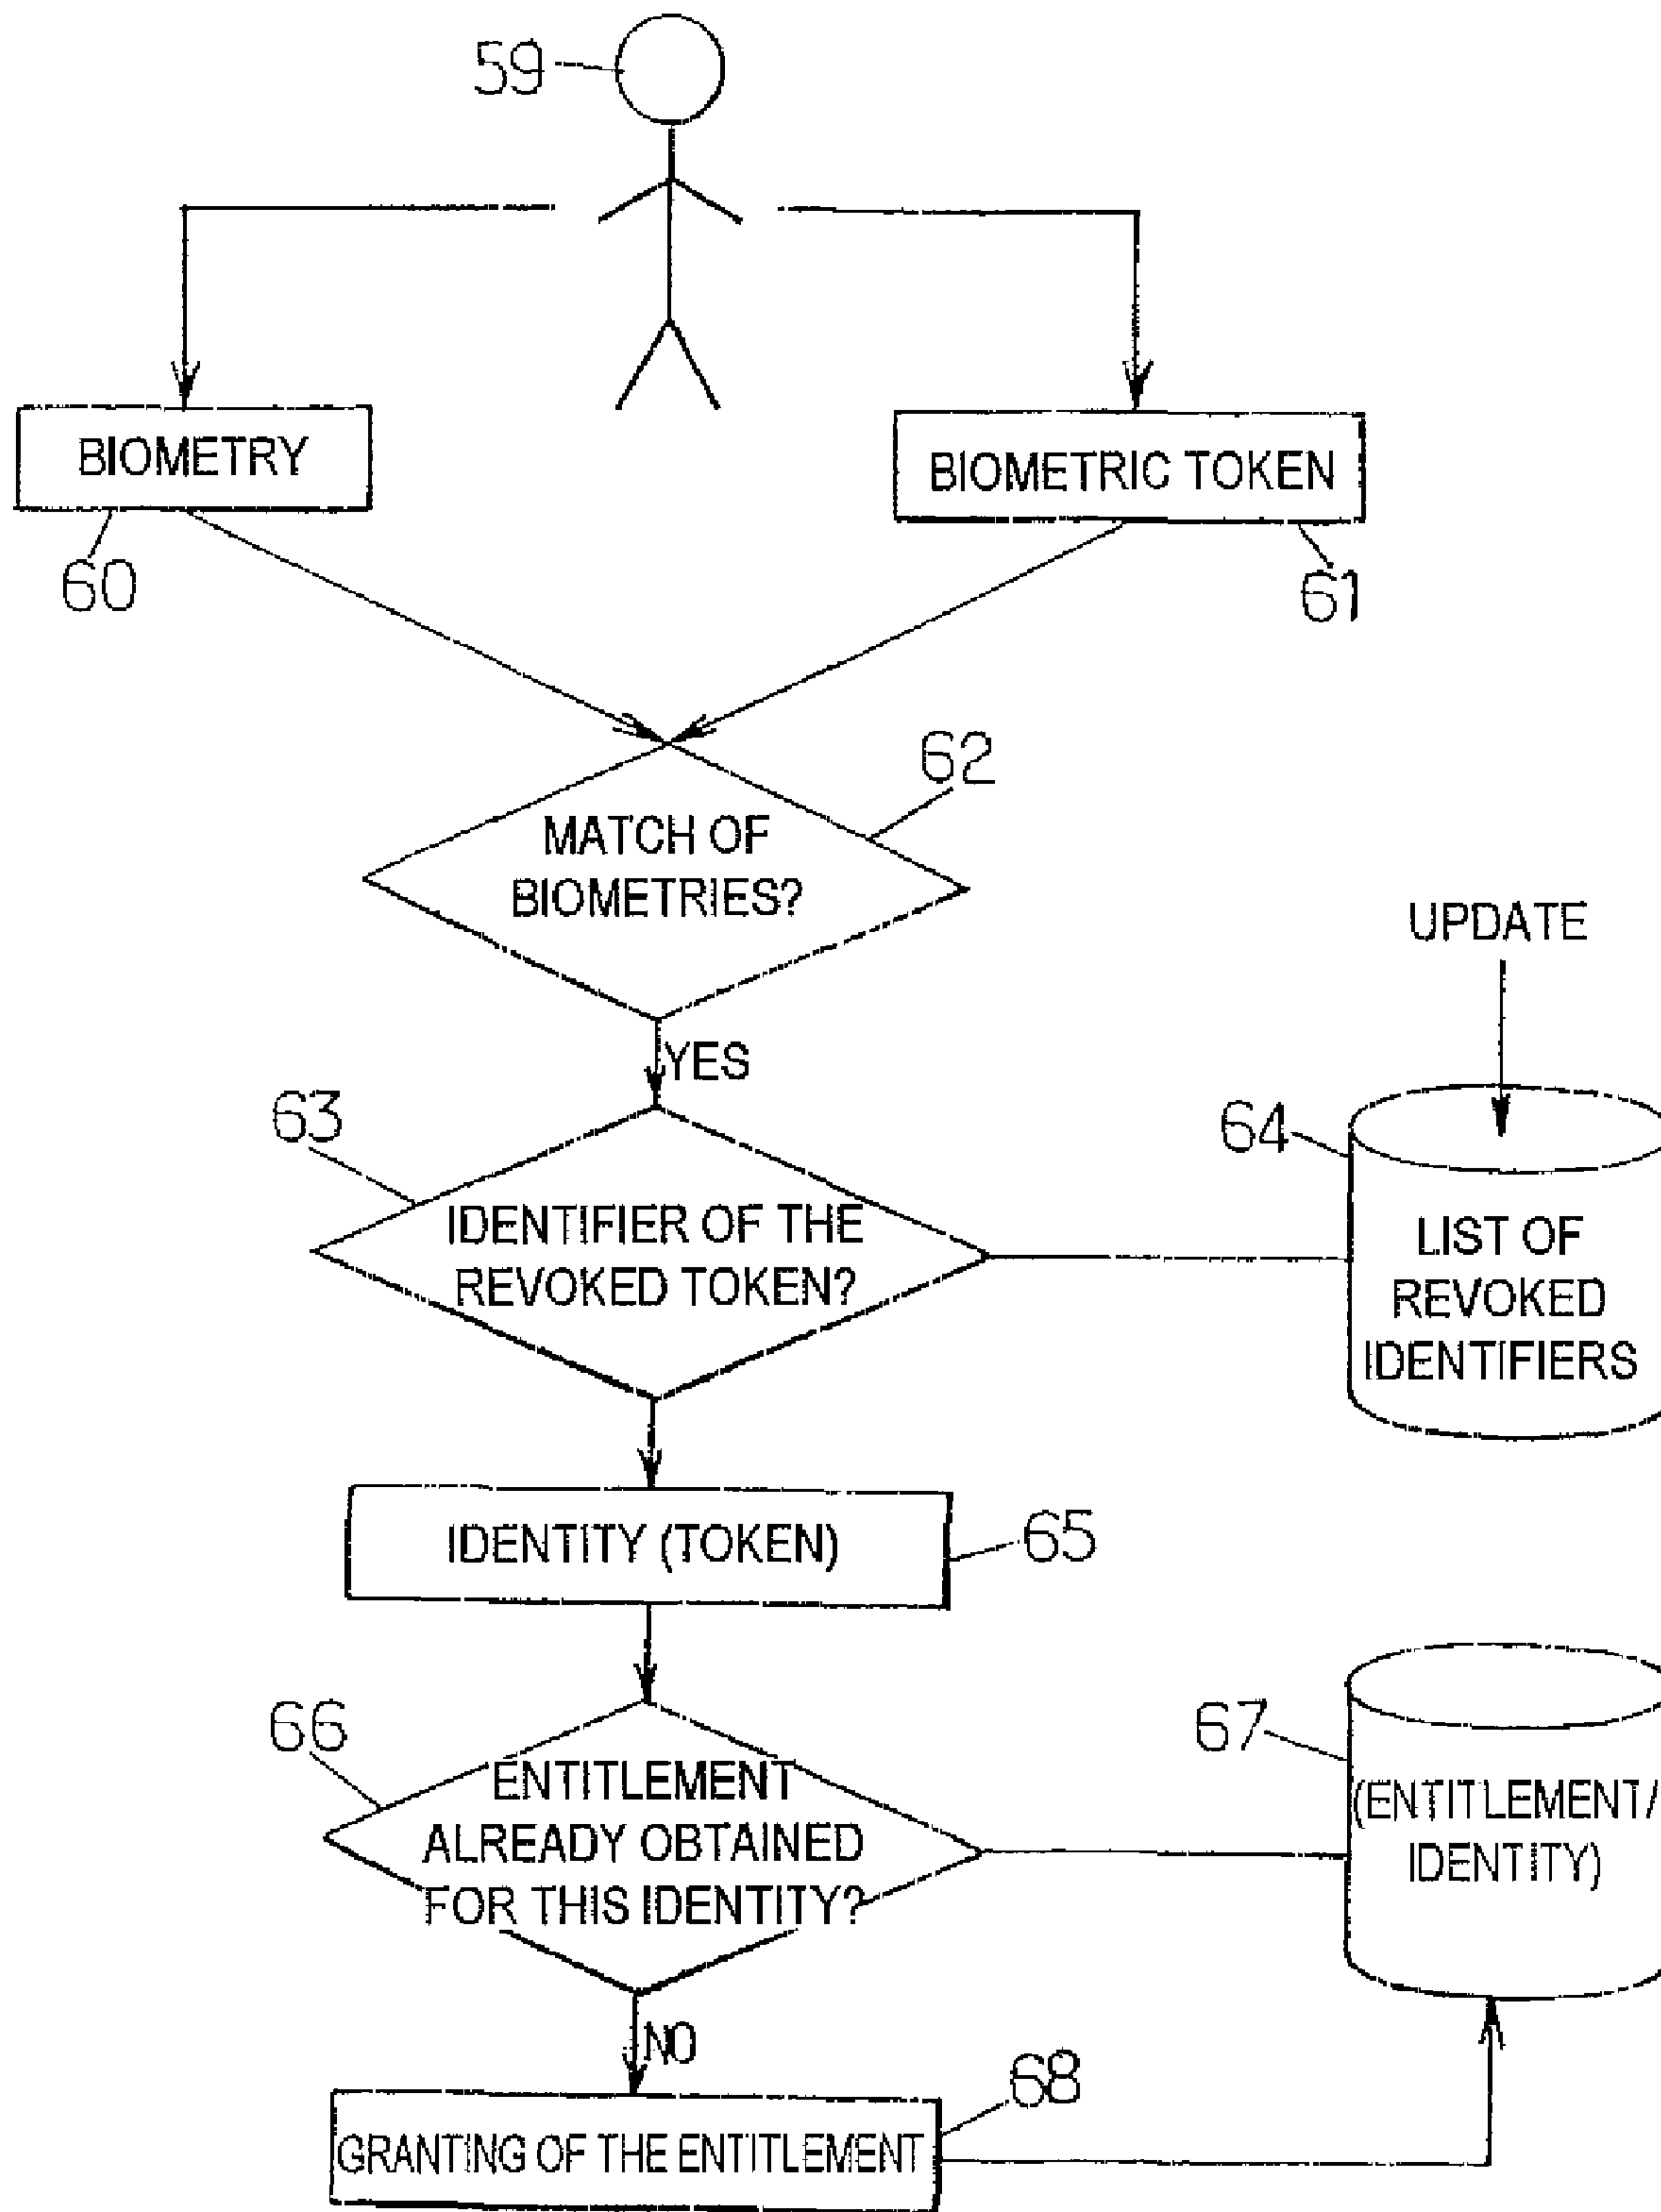 59
BIOMETRY
BIOMETRIC TOKEN
60
61
62
MATCH OF
BIOMETRIES?
UPDATE
YES
63
64
IDENTIFIER OF THE
REVOKED TOKEN?
LIST OF
REVOKED
IDENTIFIERS
IDENTITY (TOKEN)
65
66
67
ENTITLEMENT
ALREADY OBTAINED
FOR THIS IDENTITY?
(ENTITLEMENT/
IDENTITY)
NO
68
GRANTING OF THE ENTITLEMENT